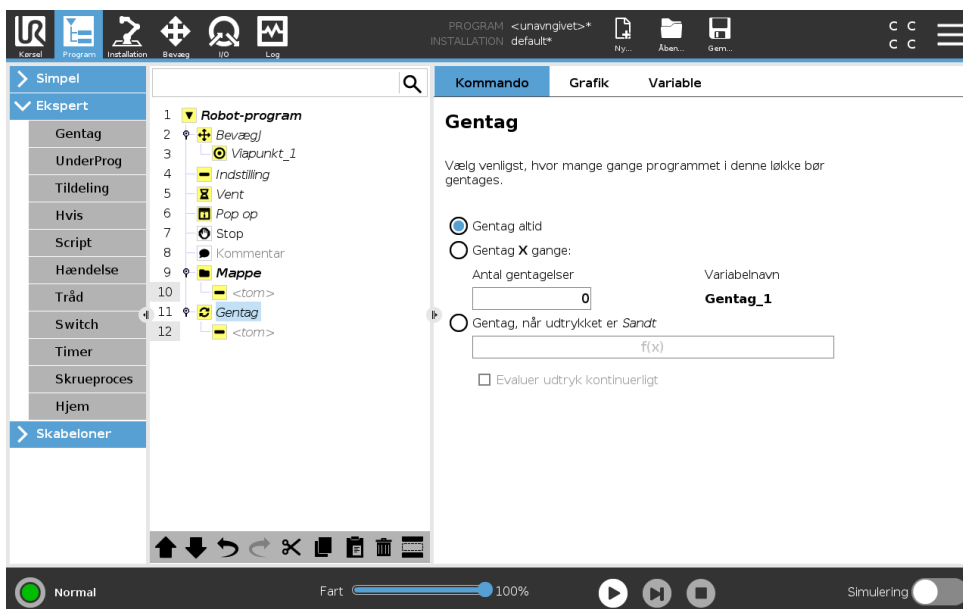 PROGRAM <unavngivet>*
INSTALLATION default*
Kørsel Program Installation Bevæg I/O Log Ny... Åben... Gem...
C C
C C
Simpel
Ekspert
Gentag
UnderProg
Tildeling
Hvis
Script
Hændelse
Tråd
Switch
Timer
Skrueproces
Hjem
Skabeloner
1 Robot-program
2 BevægJ
3 Viapunkt_1
4 Indstilling
5 Vent
6 Pop op
7 Stop
8 Kommentar
9 Mappe
10 <tom>
11 Gentag
12 <tom>
Kommando Grafik Variable
Gentag
Vælg venligst, hvor mange gange programmet i denne løkke bør
gentages.
Gentag altid
Gentag X gange:
Antal gentagelser Variabelnavn
0 Gentag_1
Gentag, når udtrykket er Sandt
f(x)
Evaluer udtryk kontinuerligt
Normal Fart 100% Simulering